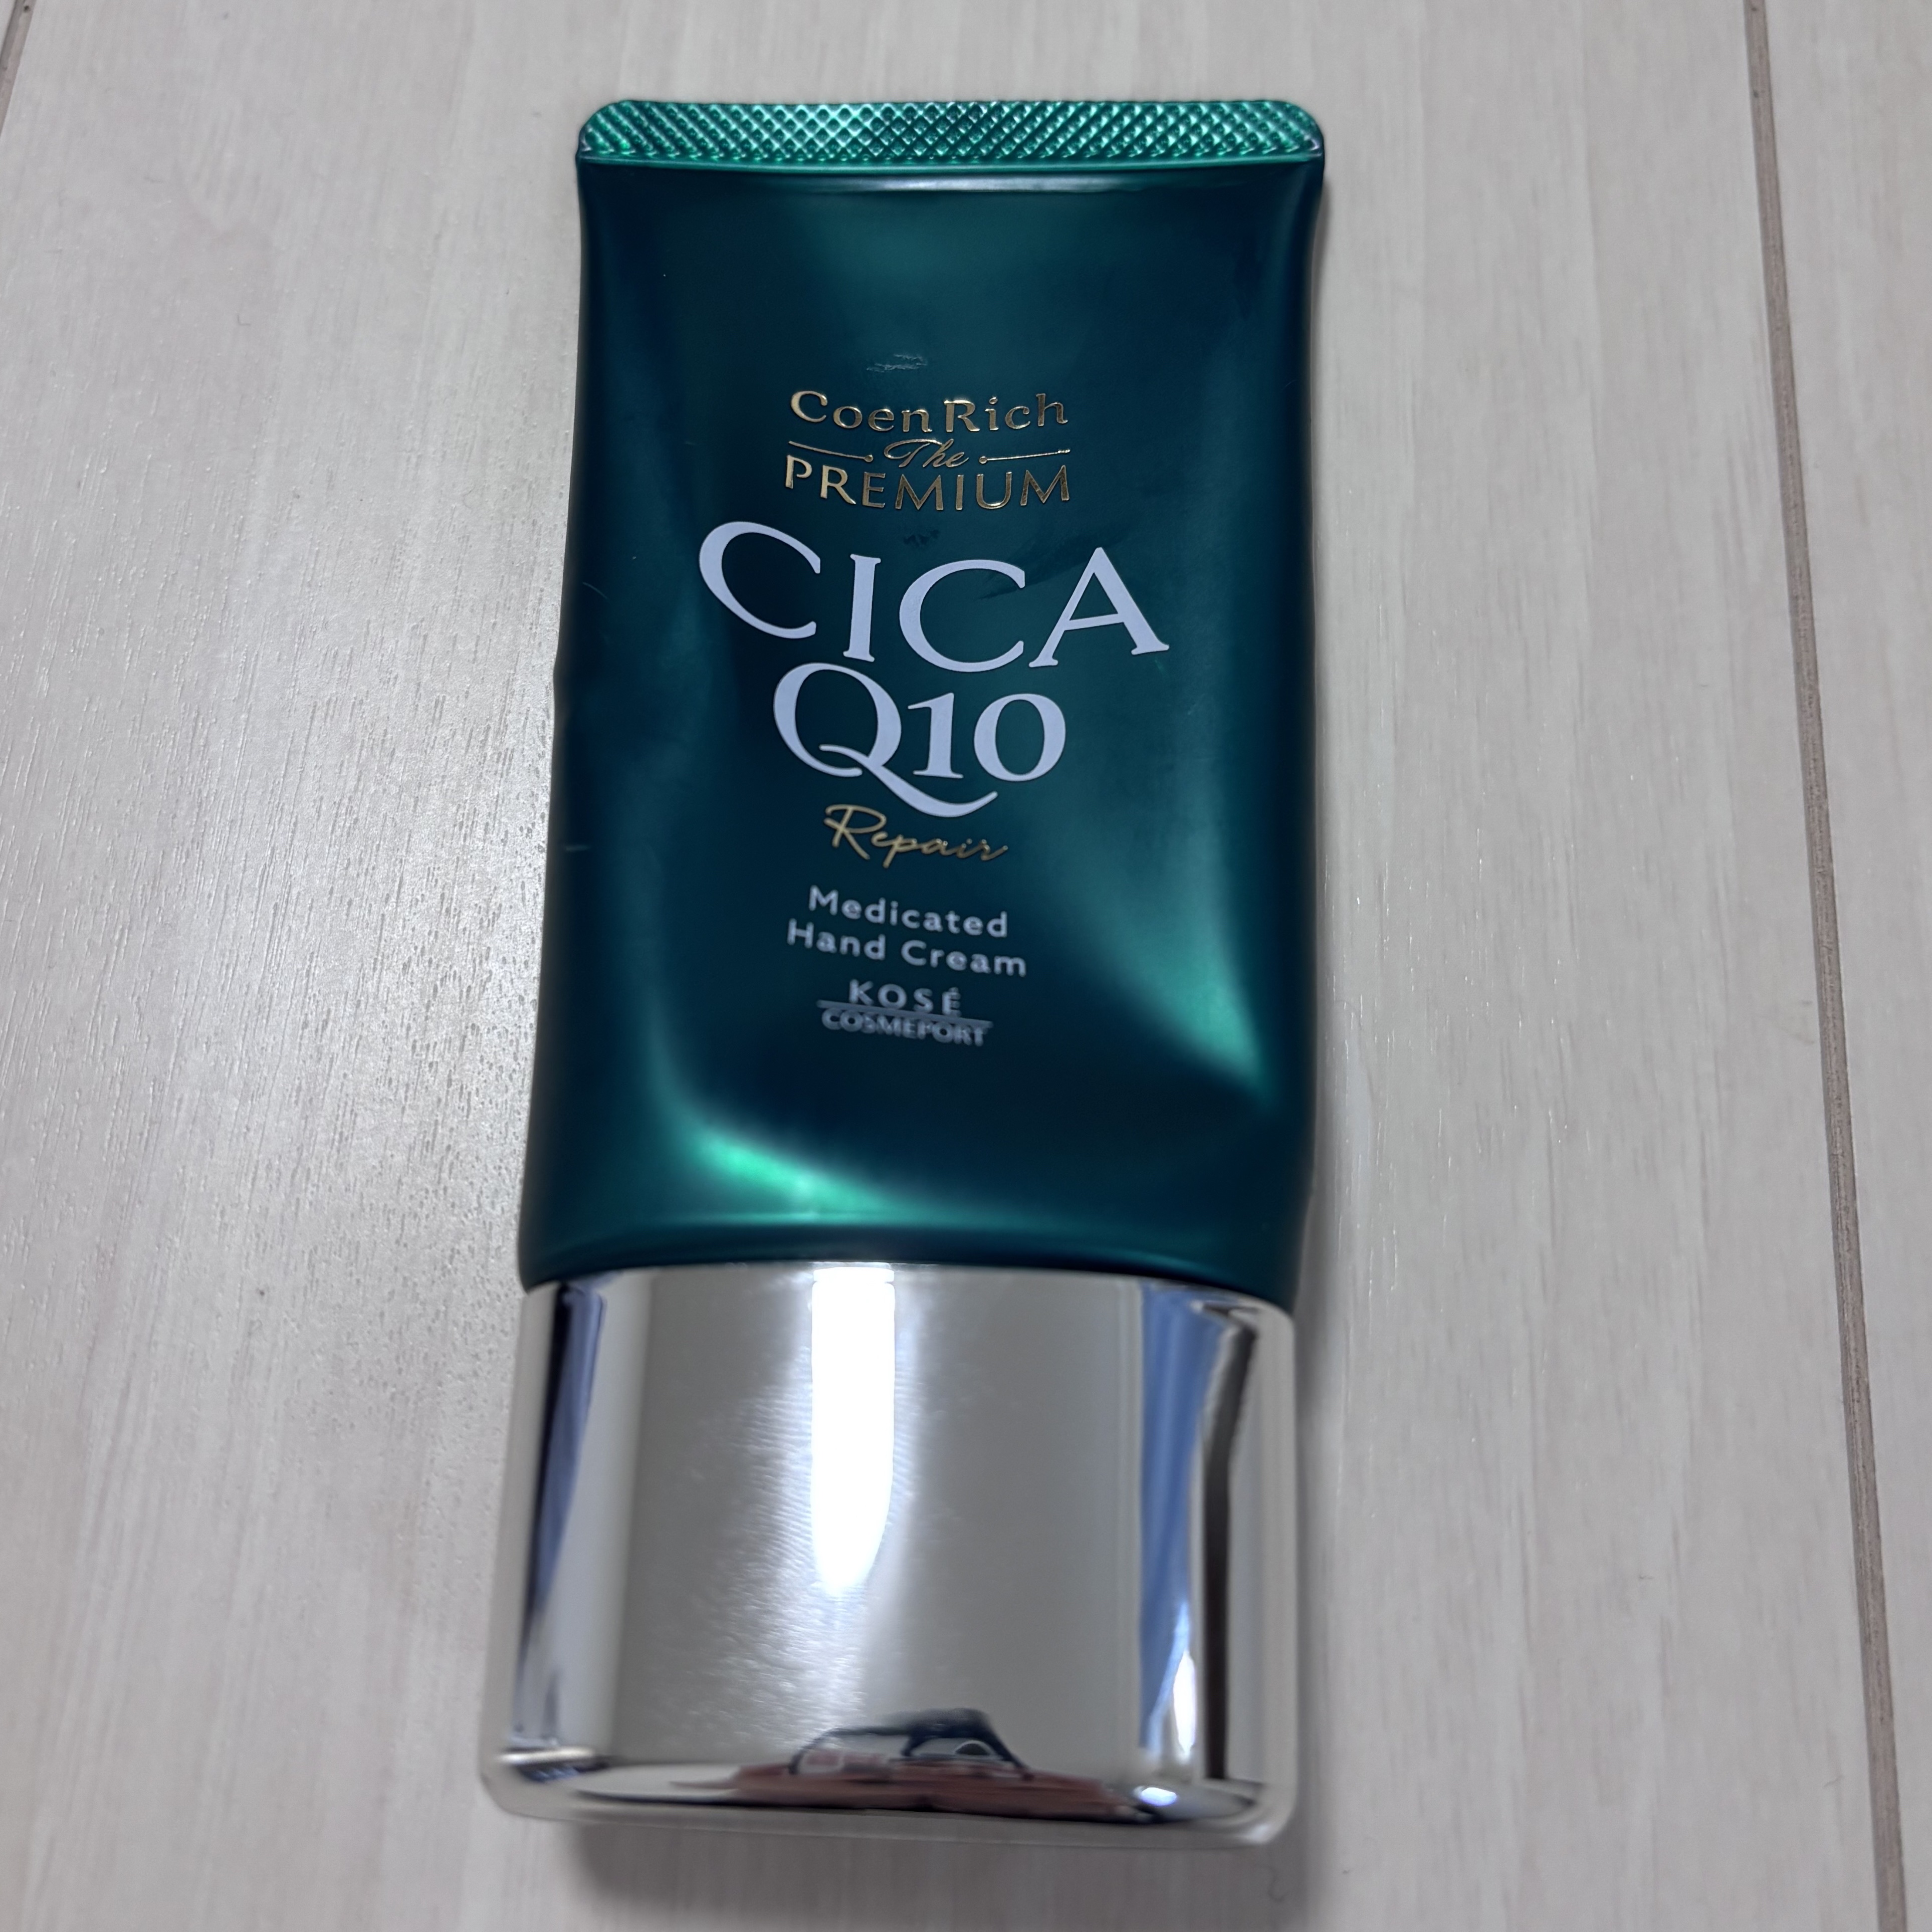 CoenRich
The
PREMIUM
CICA
Q10
Repair
Medicated
Hand Cream
KOSÉ
COSMEPORT